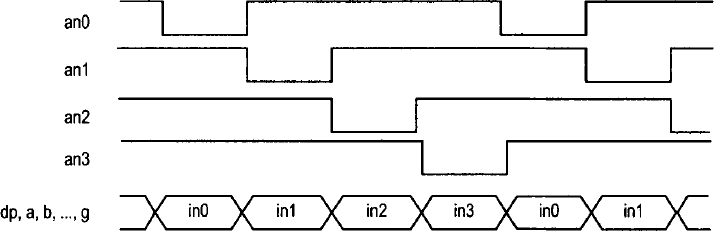 an0
an1
an2
an3
dp, a, b, ..., g in0 in1 in2 in3 in0 in1